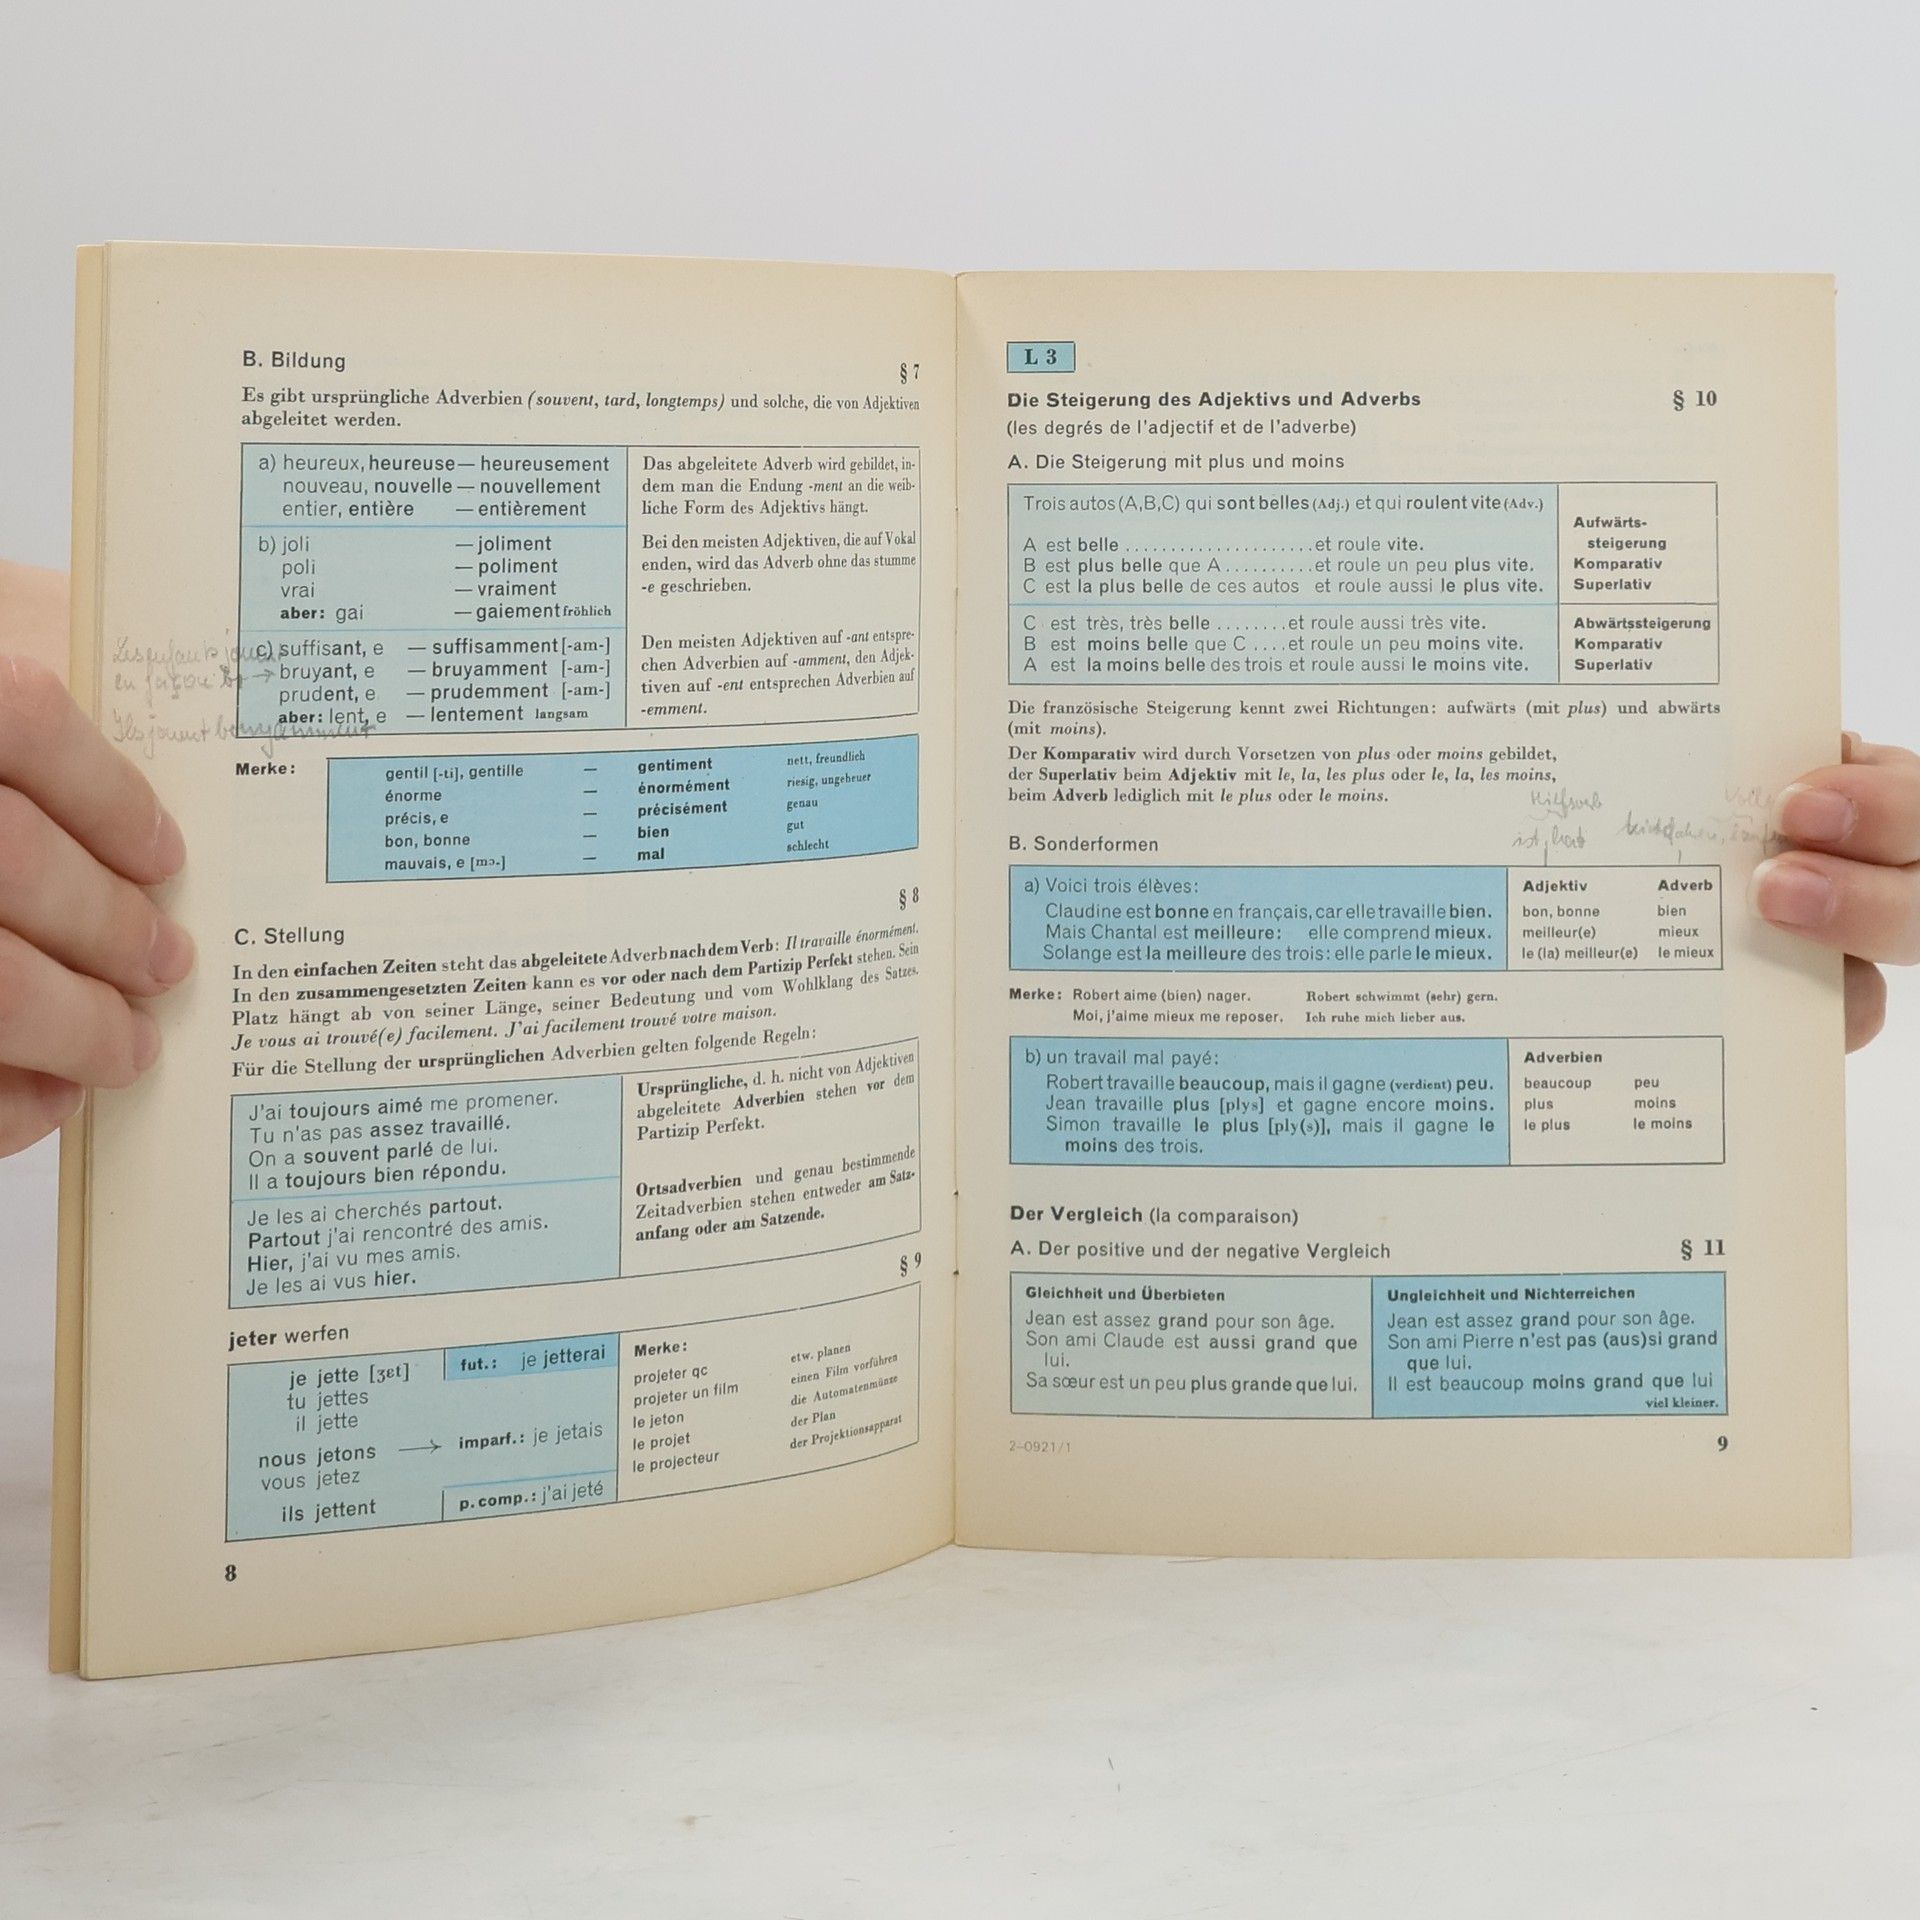 B. Bildung
§ 7
Es gibt ursprüngliche Adverbien (souvent, tard, longtemps) und solche, die von Adjektiven
abgeleitet werden.
a) heureux, heureuse — heureusement
nouveau, nouvelle — nouvellement
entier, entière — entièrement
Das abgeleitete Adverb wird gebildet, in-
dem man die Endung -ment an die weib-
liche Form des Adjektivs hängt.
b) joli — joliment
poli — poliment
vrai — vraiment
aber: gai — gaiement fröhlich
Bei den meisten Adjektiven, die auf Vokal
enden, wird das Adverb ohne das stumme
-e geschrieben.
c) suffisant, e — suffisamment [-am-]
bruyant, e — bruyamment [-am-]
prudent, e — prudemment [-am-]
aber: lent, e — lentement langsam
Den meisten Adjektiven auf -ant entspre-
chen Adverbien auf -amment, den Adjek-
tiven auf -ent entsprechen Adverbien auf
-emment.
Ils jouent bruyamment
Merke:
gentil [-ti], gentille — gentiment nett, freundlich
énorme — énormément riesig, ungeheuer
précis, e — précisément genau
bon, bonne — bien gut
mauvais, e [mɔ-] — mal schlecht
§ 8
C. Stellung
In den einfachen Zeiten steht das abgeleitete Adverb nach dem Verb: Il travaille énormément.
In den zusammengesetzten Zeiten kann es vor oder nach dem Partizip Perfekt stehen. Sein
Platz hängt ab von seiner Länge, seiner Bedeutung und vom Wohlklang des Satzes.
Je vous ai trouvé(e) facilement. J'ai facilement trouvé votre maison.
Für die Stellung der ursprünglichen Adverbien gelten folgende Regeln:
J'ai toujours aimé me promener.
Tu n'as pas assez travaillé.
On a souvent parlé de lui.
Il a toujours bien répondu.
Ursprüngliche, d. h. nicht von Adjektiven
abgeleitete Adverbien stehen vor dem
Partizip Perfekt.
Je les ai cherchés partout.
Partout j'ai rencontré des amis.
Hier, j'ai vu mes amis.
Je les ai vus hier.
Ortsadverbien und genau bestimmende
Zeitadverbien stehen entweder am Satz-
anfang oder am Satzende.
§ 9
jeter werfen
je jette [ʒɛt]
tu jettes
il jette
nous jetons
vous jetez
ils jettent
fut.: je jetterai
imparf.: je jetais
p. comp.: j'ai jeté
Merke:
projeter qc etw. planen
projeter un film einen Film vorführen
le jeton die Automatenmünze
le projet der Plan
le projecteur der Projektionsapparat
8
L 3
Die Steigerung des Adjektivs und Adverbs § 10
(les degrés de l'adjectif et de l'adverbe)
A. Die Steigerung mit plus und moins
Trois autos (A, B, C) qui sont belles (Adj.) et qui roulent vite (Adv.)
A est belle ..................... et roule vite.
B est plus belle que A .......... et roule un peu plus vite.
C est la plus belle de ces autos et roule aussi le plus vite.
Aufwärts-
steigerung
Komparativ
Superlativ
C est très, très belle ........ et roule aussi très vite.
B est moins belle que C .... et roule un peu moins vite.
A est la moins belle des trois et roule aussi le moins vite.
Abwärtssteigerung
Komparativ
Superlativ
Die französische Steigerung kennt zwei Richtungen: aufwärts (mit plus) und abwärts
(mit moins).
Der Komparativ wird durch Vorsetzen von plus oder moins gebildet,
der Superlativ beim Adjektiv mit le, la, les plus oder le, la, les moins,
beim Adverb lediglich mit le plus oder le moins.
Hilfsverb
ist, hat
B. Sonderformen
a) Voici trois élèves:
Claudine est bonne en français, car elle travaille bien.
Mais Chantal est meilleure: elle comprend mieux.
Solange est la meilleure des trois: elle parle le mieux.
Adjektiv Adverb
bon, bonne bien
meilleur(e) mieux
le (la) meilleur(e) le mieux
Merke: Robert aime (bien) nager. Robert schwimmt (sehr) gern.
Moi, j'aime mieux me reposer. Ich ruhe mich lieber aus.
b) un travail mal payé:
Robert travaille beaucoup, mais il gagne (verdient) peu.
Jean travaille plus [plys] et gagne encore moins.
Simon travaille le plus [ply(s)], mais il gagne le
moins des trois.
Adverbien
beaucoup peu
plus moins
le plus le moins
Der Vergleich (la comparaison)
A. Der positive und der negative Vergleich § 11
Gleichheit und Überbieten
Jean est assez grand pour son âge.
Son ami Claude est aussi grand que
lui.
Sa sœur est un peu plus grande que lui.
Ungleichheit und Nichterreichen
Jean est assez grand pour son âge.
Son ami Pierre n'est pas (aus)si grand
que lui.
Il est beaucoup moins grand que lui
viel kleiner.
2–0921/1
9